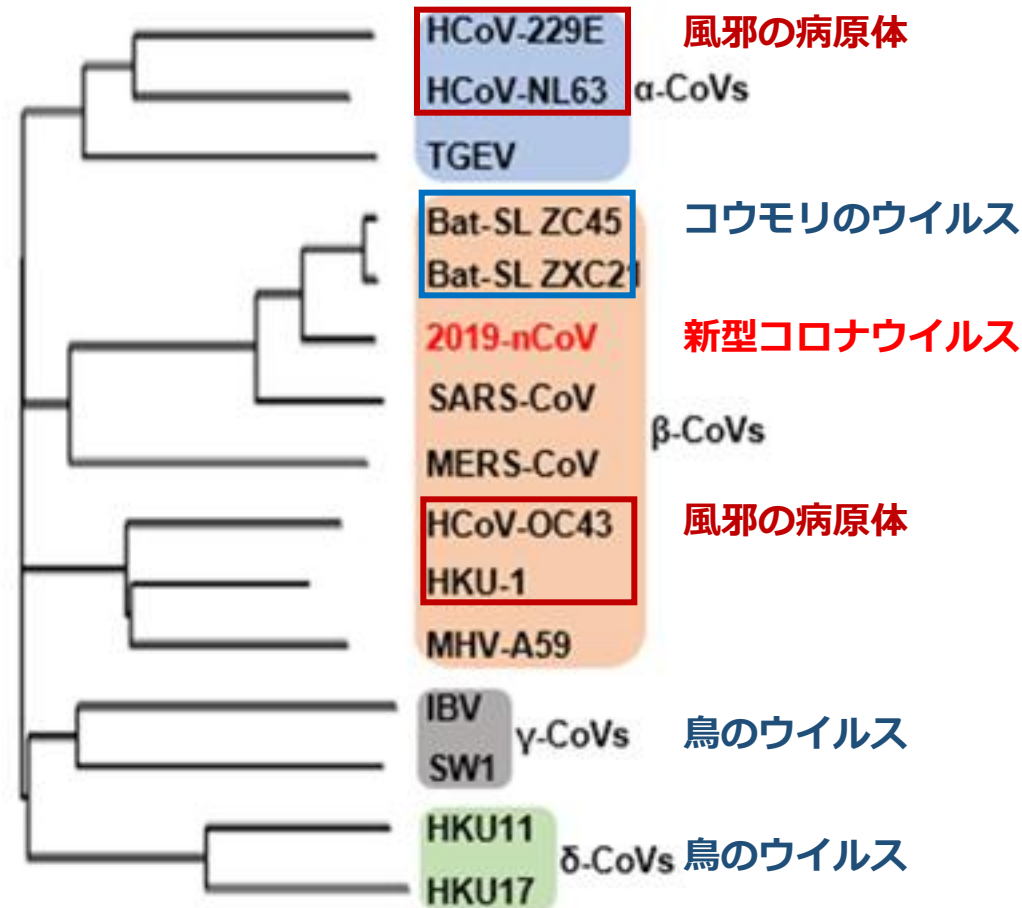 HCoV-229E 風邪の病原体
HCoV-NL63 α-CoVs
TGEV
Bat-SL ZC45 コウモリのウイルス
Bat-SL ZXC21
2019-nCoV 新型コロナウイルス
SARS-CoV
β-CoVs
MERS-CoV
HCoV-OC43 風邪の病原体
HKU-1
MHV-A59
IBV
γ-CoVs 鳥のウイルス
SW1
HKU11
δ-CoVs 鳥のウイルス
HKU17